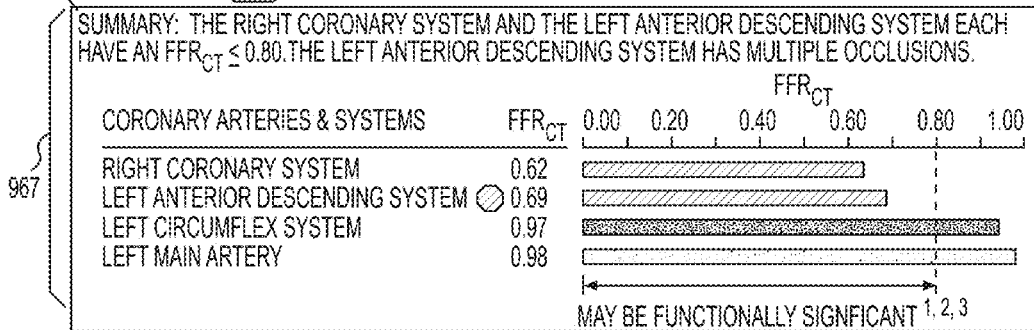 SUMMARY: THE RIGHT CORONARY SYSTEM AND THE LEFT ANTERIOR DESCENDING SYSTEM EACH
HAVE AN FFRCT ≤ 0.80.THE LEFT ANTERIOR DESCENDING SYSTEM HAS MULTIPLE OCCLUSIONS.
FFRCT
CORONARY ARTERIES & SYSTEMS FFRCT 0.00 0.20 0.40 0.60 0.80 1.00
RIGHT CORONARY SYSTEM 0.62
967
LEFT ANTERIOR DESCENDING SYSTEM 0.69
LEFT CIRCUMFLEX SYSTEM 0.97
LEFT MAIN ARTERY 0.98
MAY BE FUNCTIONALLY SIGNFICANT 1, 2, 3